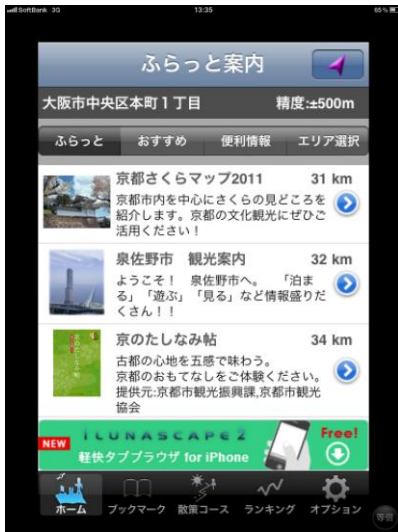 SoftBank 3G 13:35 65%
ふらっと案内
大阪市中央区本町1丁目 精度:±500m
ふらっと おすすめ 便利情報 エリア選択
京都さくらマップ2011 31 km
京都市内を中心にさくらの見どころを
紹介します。京都の文化観光にぜひご
活用ください！
泉佐野市 観光案内 32 km
ようこそ！ 泉佐野市へ。 「泊ま
る」「遊ぶ」「見る」など情報盛りだ
くさん！！
京のたしなみ帖 34 km
古都の心地を五感で味わう。
京都のおもてなしをご体験ください。
提供元:京都市観光振興課,京都市観光
協会
NEW iLUNASCAPE2 Free!
軽快タブブラウザ for iPhone
ホーム ブックマーク 散策コース ランキング オプション
等倍